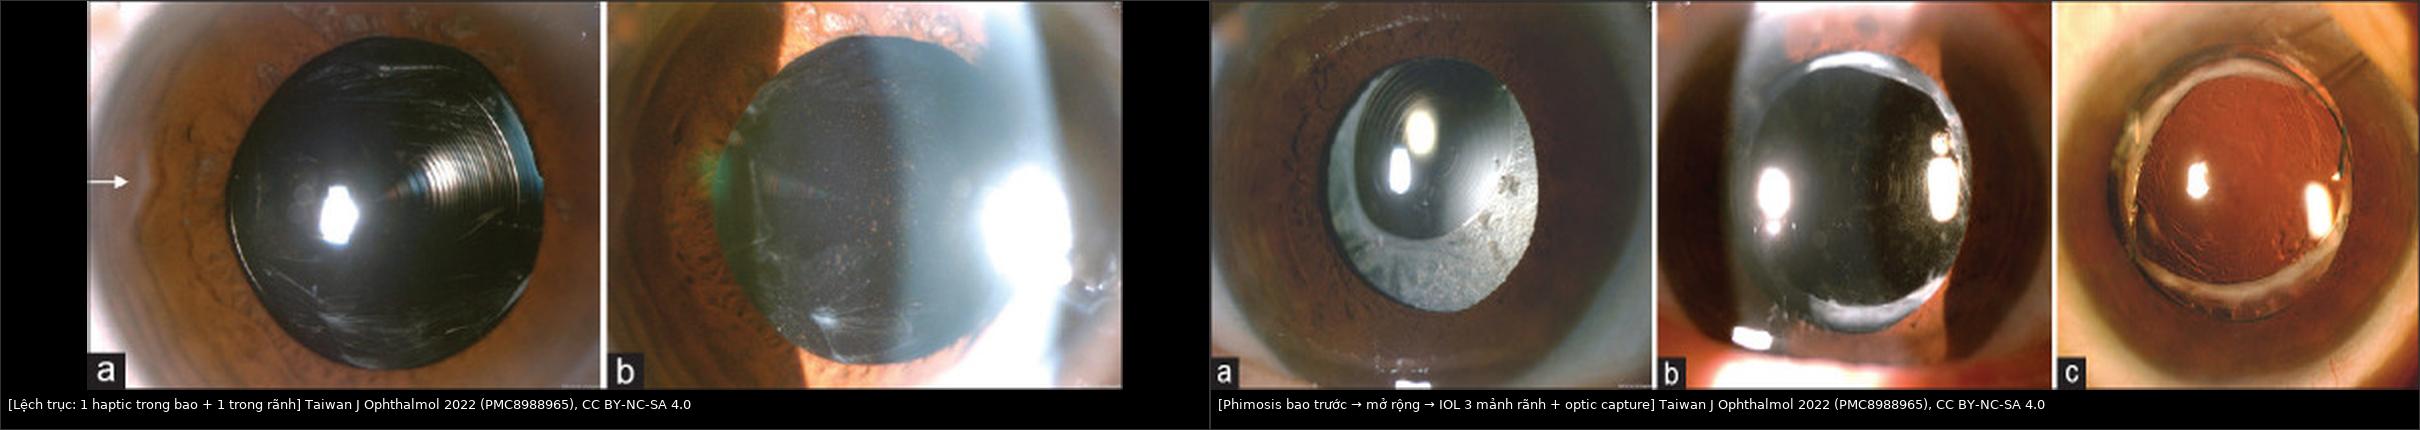 a
b
[Lệch trục: 1 haptic trong bao + 1 trong rãnh] Taiwan J Ophthalmol 2022 (PMC8988965), CC BY-NC-SA 4.0
a
b
c
[Phimosis bao trước → mở rộng → IOL 3 mảnh rãnh + optic capture] Taiwan J Ophthalmol 2022 (PMC8988965), CC BY-NC-SA 4.0